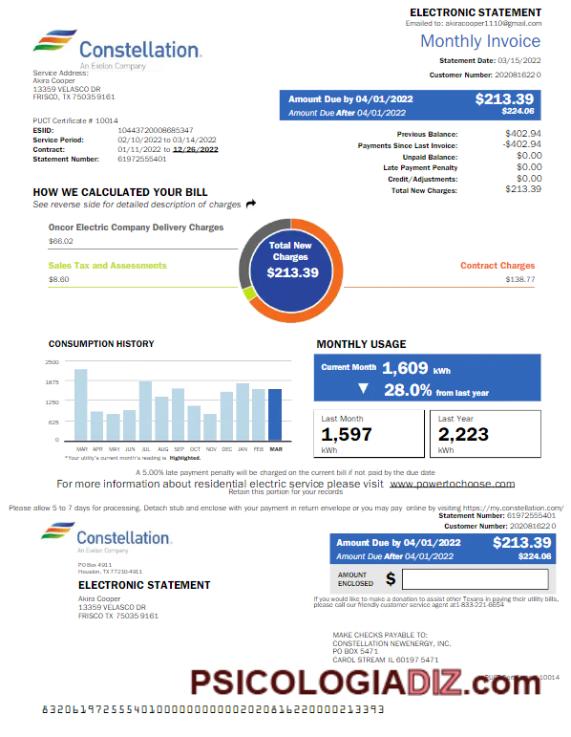 ELECTRONIC STATEMENT
Emailed to: akiracooper1110@gmail.com
Constellation.
An Exelon Company
Monthly Invoice
Statement Date: 03/15/2022
Customer Number: 202081622 0
Service Address:
Akira Cooper
13359 VELASCO DR
FRISCO, TX 75035 9161
Amount Due by 04/01/2022 $213.39
Amount Due After 04/01/2022 $224.06
PUCT Certificate # 10014
ESIID: 10443720008685347
Service Period: 02/10/2022 to 03/14/2022
Contract: 01/11/2022 to 12/26/2022
Statement Number: 61972555401
Previous Balance: $402.94
Payments Since Last Invoice: -$402.94
Unpaid Balance: $0.00
Late Payment Penalty $0.00
Credit/Adjustments: $0.00
Total New Charges: $213.39
HOW WE CALCULATED YOUR BILL
See reverse side for detailed description of charges
Oncor Electric Company Delivery Charges
$66.02
Sales Tax and Assessments
$8.60
Total New
Charges
$213.39
Contract Charges
$138.77
CONSUMPTION HISTORY
2500
1875
1250
625
0
MAR APR MAY JUN JUL AUG SEP OCT NOV DEC JAN FEB MAR
*Your utility's current month's reading is Highlighted.
MONTHLY USAGE
Current Month 1,609 kWh
28.0% from last year
Last Month
1,597
kWh
Last Year
2,223
kWh
A 5.00% late payment penalty will be charged on the current bill if not paid by the due date
For more information about residential electric service please visit www.powertochoose.com
Retain this portion for your records
Please allow 5 to 7 days for processing. Detach stub and enclose with your payment in return envelope or you may pay online by visiting https://my.constellation.com/
Statement Number: 61972555401
Customer Number: 202081622 0
Constellation.
An Exelon Company
Amount Due by 04/01/2022 $213.39
Amount Due After 04/01/2022 $224.06
PO Box 4911
Houston, TX 77210-4911
AMOUNT
ENCLOSED $
ELECTRONIC STATEMENT
Akira Cooper
13359 VELASCO DR
FRISCO TX 75035 9161
If you would like to make a donation to assist other Texans in paying their utility bills,
please call our friendly customer service agent at1-833-221-6654
MAKE CHECKS PAYABLE TO:
CONSTELLATION NEWENERGY, INC.
PO BOX 5471
CAROL STREAM IL 60197 5471
10014
PSICOLOGIADIZ.com